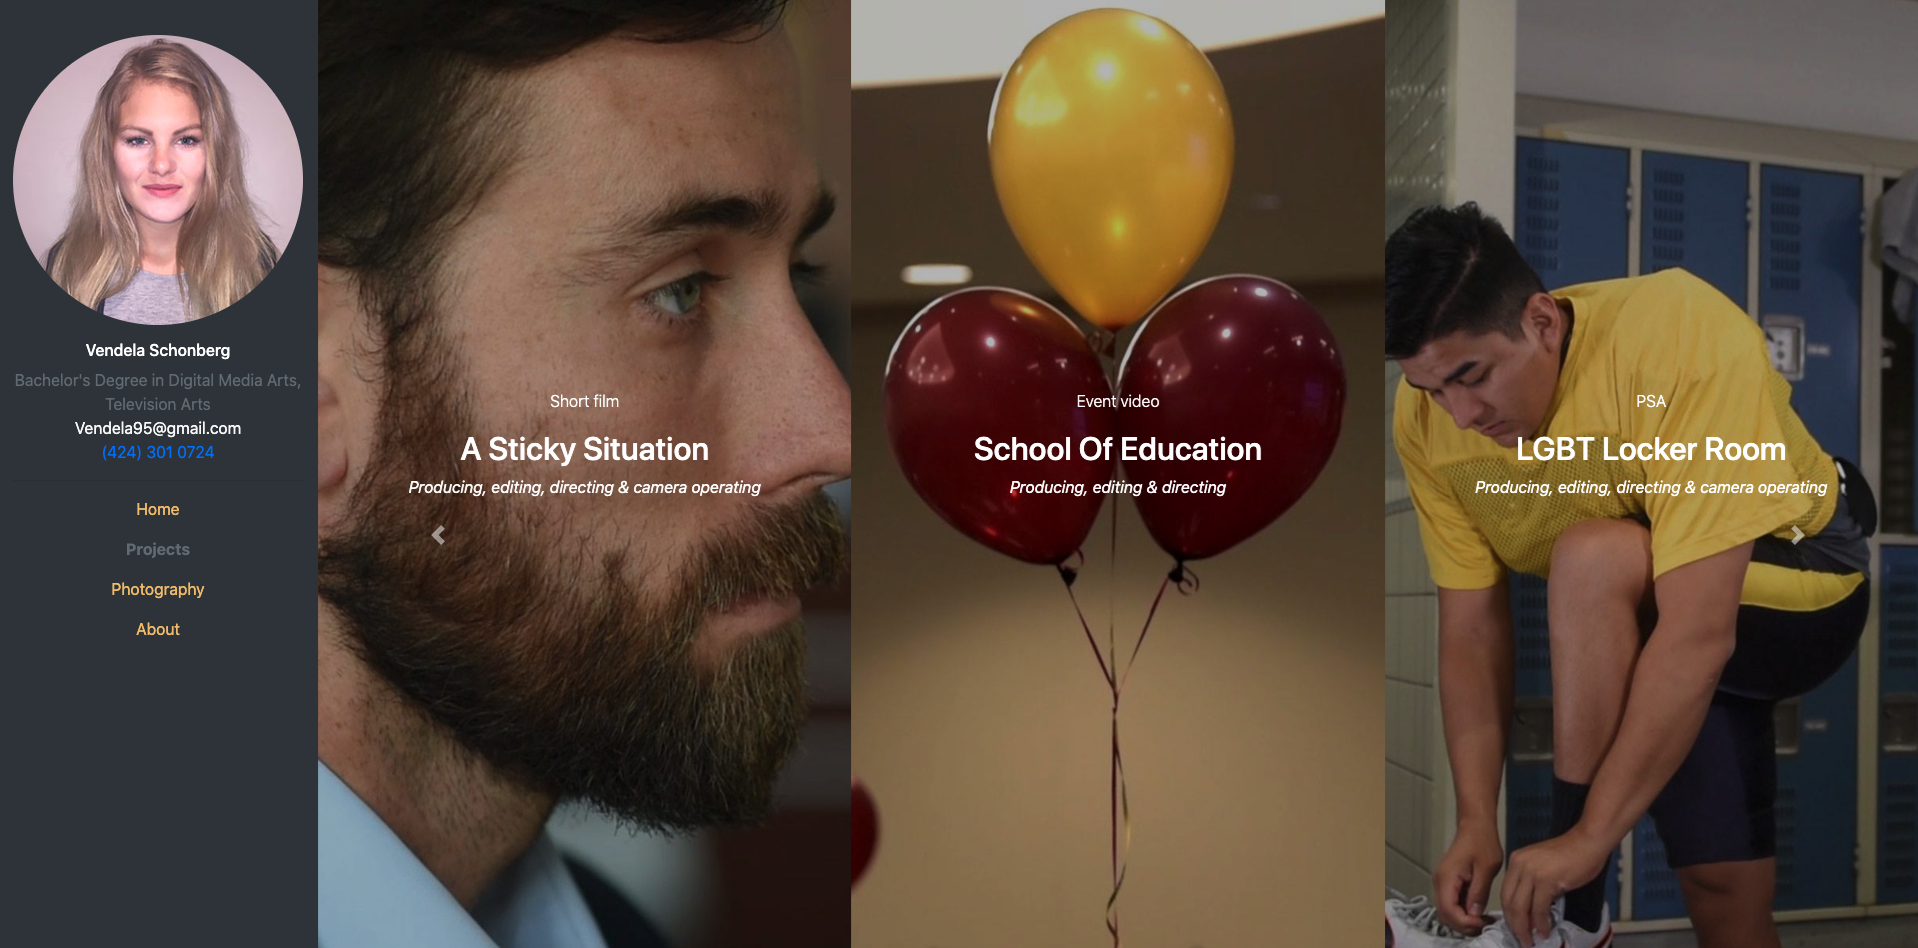 Vendela Schonberg
Bachelor's Degree in Digital Media Arts,
Television Arts
Vendela95@gmail.com
(424) 301 0724
Home
Projects
Photography
About
Short film
A Sticky Situation
Producing, editing, directing & camera operating
Event video
School Of Education
Producing, editing & directing
PSA
LGBT Locker Room
Producing, editing, directing & camera operating